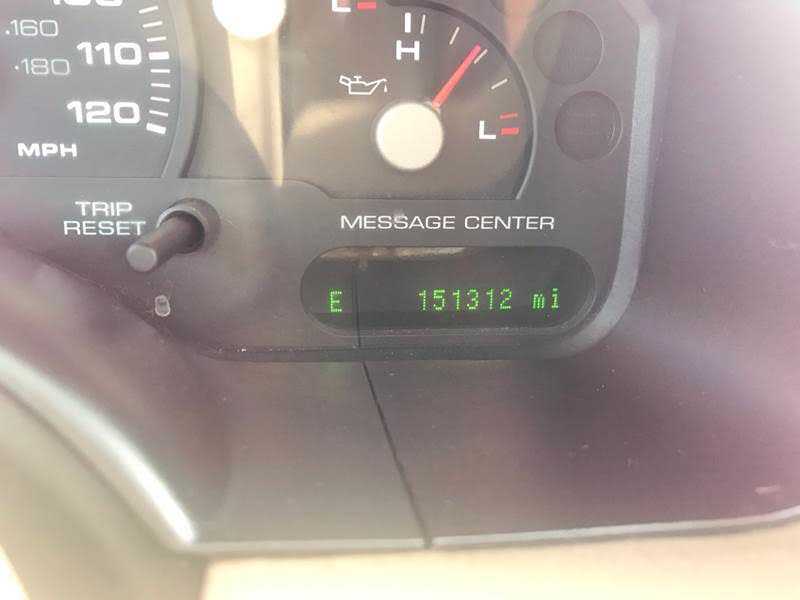 160
180
110
120
MPH
L
H
L
TRIP
RESET
MESSAGE CENTER
E 151312 mi